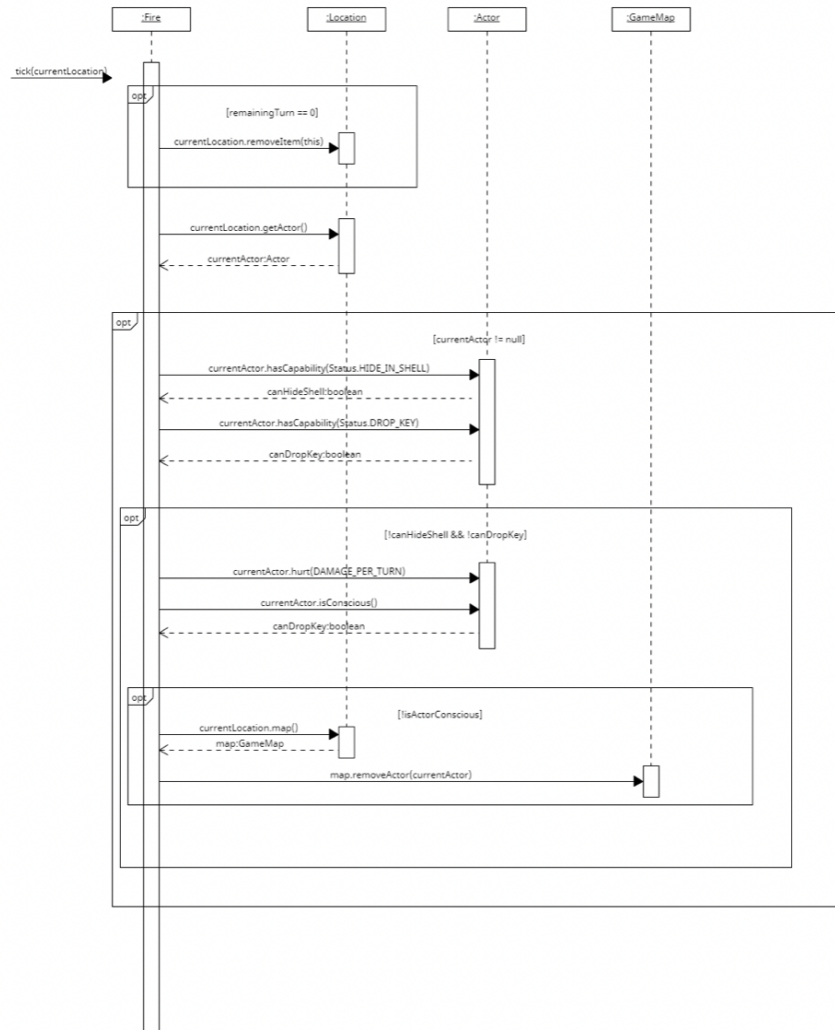 :Fire
:Location
:Actor
:GameMap
tick(currentLocation)
opt
[remainingTurn == 0]
currentLocation.removeItem(this)
currentLocation.getActor()
currentActor:Actor
opt
[currentActor != null]
currentActor.hasCapability(Status.HIDE_IN_SHELL)
canHideShell:boolean
currentActor.hasCapability(Status.DROP_KEY)
canDropKey:boolean
opt
[!canHideShell && !canDropKey]
currentActor.hurt(DAMAGE_PER_TURN)
currentActor.isConscious()
canDropKey:boolean
opt
[!isActorConscious]
currentLocation.map()
map:GameMap
map.removeActor(currentActor)